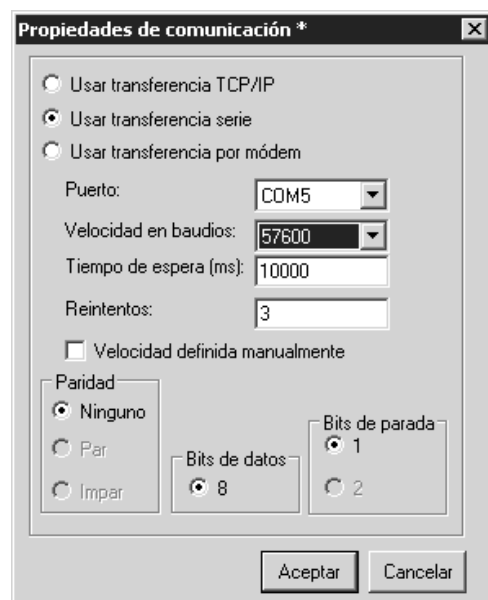 Propiedades de comunicación *
Usar transferencia TCP/IP
Usar transferencia serie
Usar transferencia por módem
Puerto: COM5
Velocidad en baudios: 57600
Tiempo de espera (ms): 10000
Reintentos: 3
Velocidad definida manualmente
Paridad
Ninguno
Par
Impar
Bits de datos
8
Bits de parada
1
2
Aceptar Cancelar